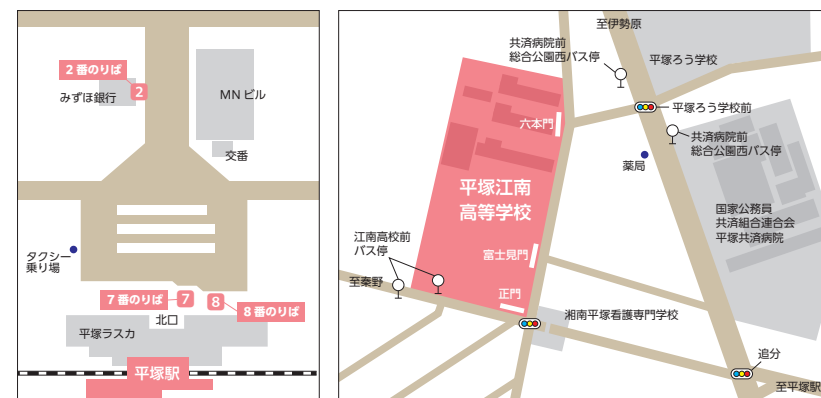 2番のりば
2
みずほ銀行
MNビル
交番
タクシー
乗り場
7番のりば
7
8
8番のりば
北口
平塚ラスカ
平塚駅
至伊勢原
共済病院前
総合公園西バス停
平塚ろう学校
平塚ろう学校前
六本門
共済病院前
総合公園西バス停
薬局
平塚江南
高等学校
国家公務員
共済組合連合会
平塚共済病院
江南高校前
バス停
富士見門
至秦野
正門
湘南平塚看護専門学校
追分
至平塚駅